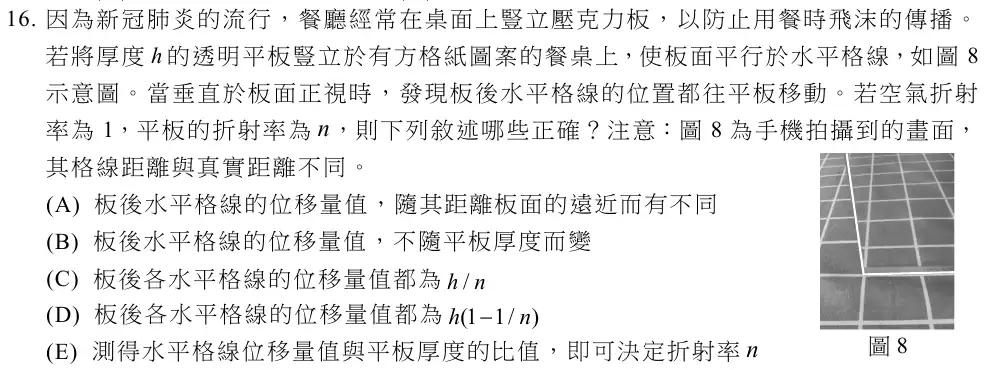 16. 因為新冠肺炎的流行，餐廳經常在桌面上豎立壓克力板，以防止用餐時飛沫的傳播。
若將厚度 h 的透明平板豎立於有方格紙圖案的餐桌上，使板面平行於水平格線，如圖 8
示意圖。當垂直於板面正視時，發現板後水平格線的位置都往平板移動。若空氣折射
率為 1，平板的折射率為 n，則下列敘述哪些正確？注意：圖 8 為手機拍攝到的畫面，
其格線距離與真實距離不同。
(A) 板後水平格線的位移量值，隨其距離板面的遠近而有不同
(B) 板後水平格線的位移量值，不隨平板厚度而變
(C) 板後各水平格線的位移量值都為 h / n
(D) 板後各水平格線的位移量值都為 h(1−1/ n)
(E) 測得水平格線位移量值與平板厚度的比值，即可決定折射率 n
圖 8